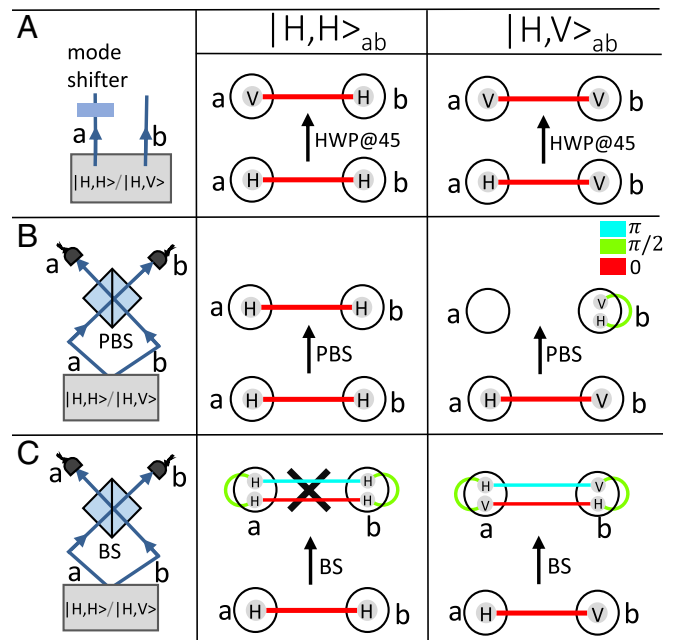 A
|H,H>ab
|H,V>ab
mode
shifter
a
b
|H,H>/|H,V>
a V H b
HWP@45
H H
a V V b
HWP@45
H V
B
a b
PBS
a b
|H,H>/|H,V>
a H H b
PBS
a H H b
π
π/2
0
a V b
H
PBS
a H V b
C
a b
BS
a b
|H,H>/|H,V>
H H
H H
a b
BS
a H H b
H V
V H
a b
BS
a H V b